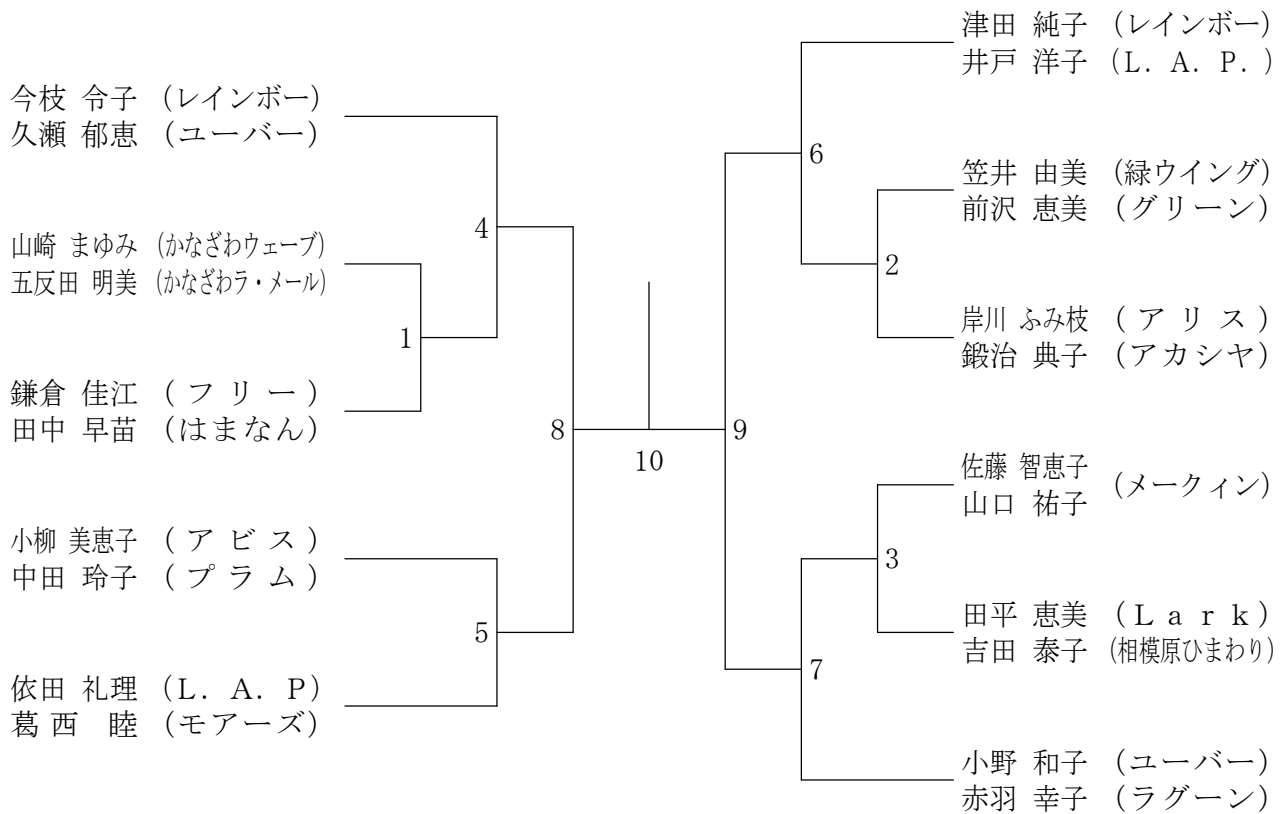 今枝 令子 (レインボー)
久瀬 郁恵 (ユーバー)
山崎 まゆみ (かなざわウェーブ)
五反田 明美 (かなざわラ・メール)
鎌倉 佳江 (フリー)
田中 早苗 (はまなん)
小柳 美恵子 (アビス)
中田 玲子 (プラム)
依田 礼理 (L. A. P)
葛西 睦 (モアーズ)
1
4
5
8
10
9
6
2
3
7
津田 純子 (レインボー)
井戸 洋子 (L. A. P.)
笠井 由美 (緑ウイング)
前沢 恵美 (グリーン)
岸川 ふみ枝 (アリス)
鍛治 典子 (アカシヤ)
佐藤 智恵子
山口 祐子 (メークィン)
田平 恵美 (Lark)
吉田 泰子 (相模原ひまわり)
小野 和子 (ユーバー)
赤羽 幸子 (ラグーン)